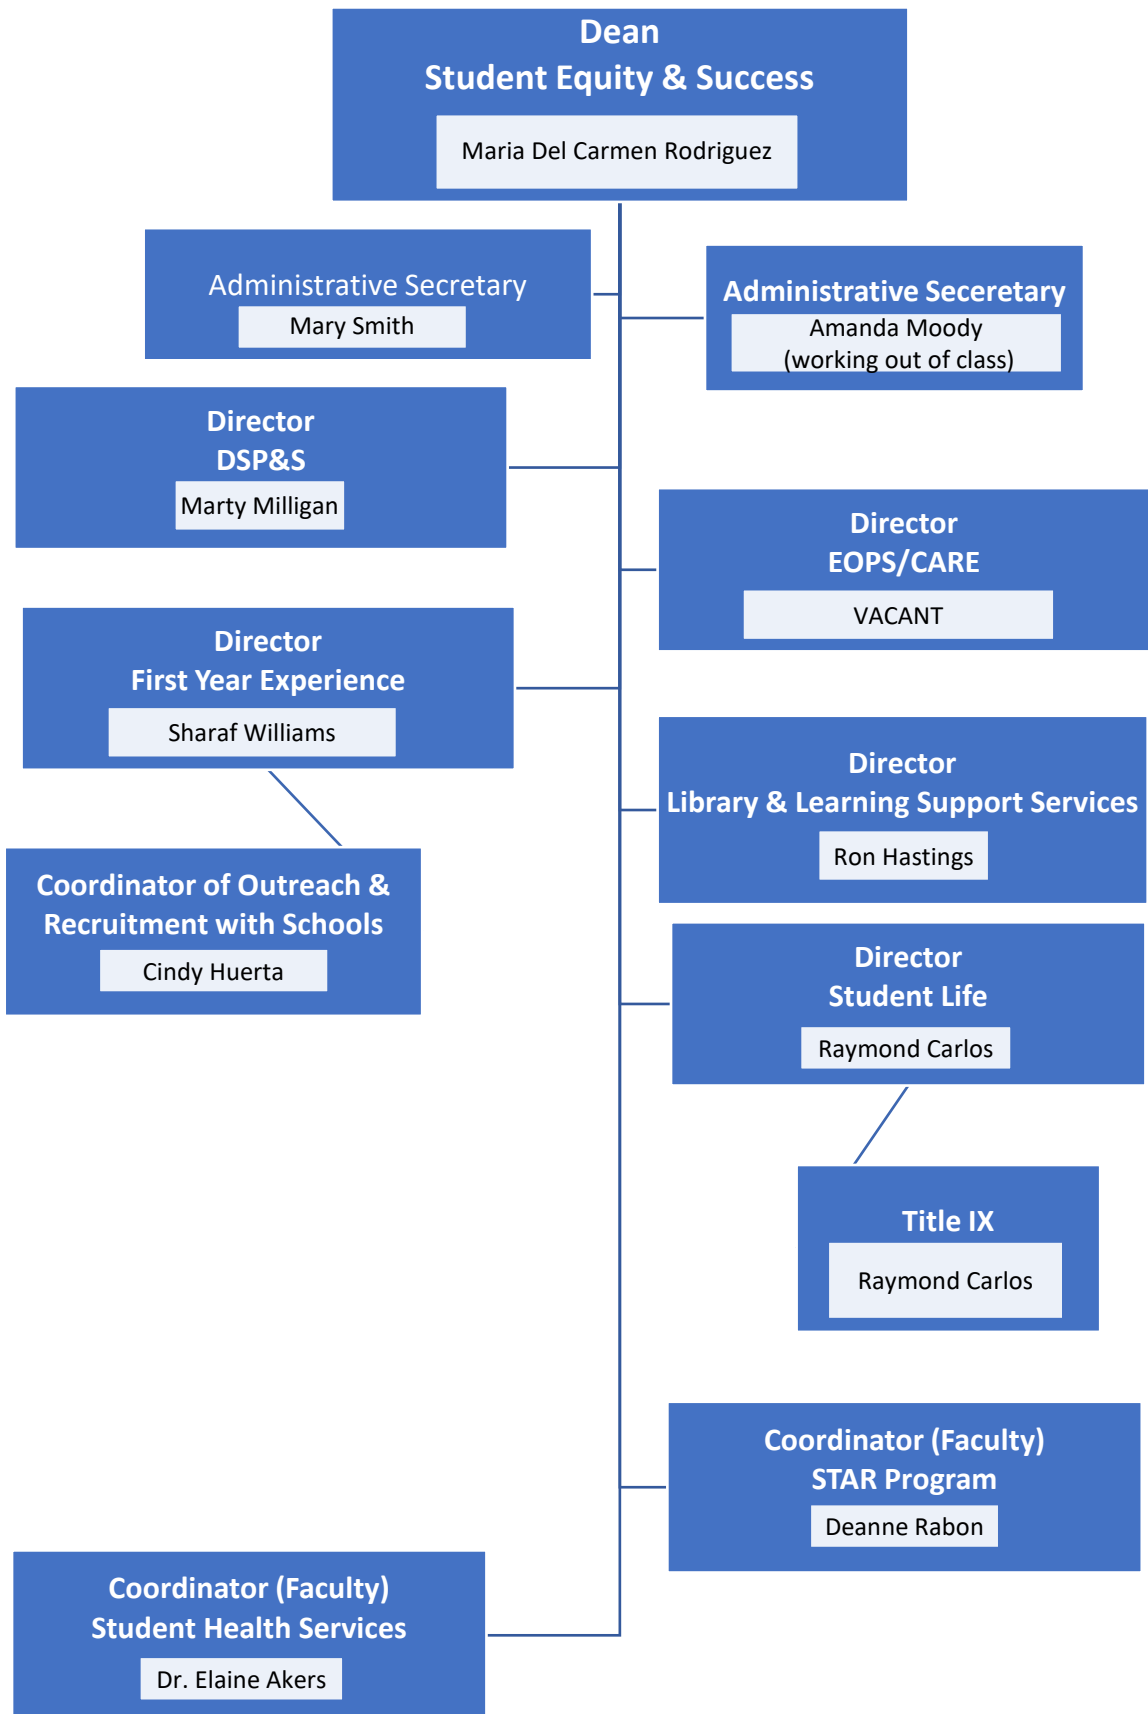 Dean
Student Equity & Success
Maria Del Carmen Rodriguez
Administrative Secretary
Mary Smith
Administrative Seceretary
Amanda Moody
(working out of class)
Director
DSP&S
Marty Milligan
Director
EOPS/CARE
VACANT
Director
First Year Experience
Sharaf Williams
Director
Library & Learning Support Services
Ron Hastings
Coordinator of Outreach &
Recruitment with Schools
Cindy Huerta
Director
Student Life
Raymond Carlos
Title IX
Raymond Carlos
Coordinator (Faculty)
STAR Program
Deanne Rabon
Coordinator (Faculty)
Student Health Services
Dr. Elaine Akers